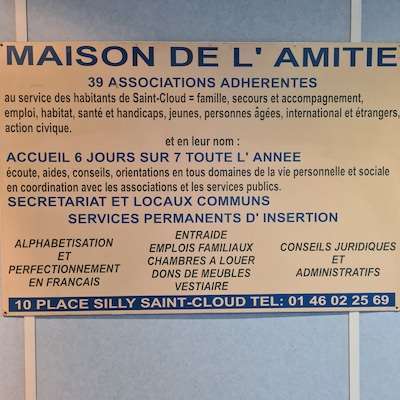 MAISON DE L' AMITIE
39 ASSOCIATIONS ADHERENTES
au service des habitants de Saint-Cloud = famille, secours et accompagnement,
emploi, habitat, santé et handicaps, jeunes, personnes âgées, international et étrangers,
action civique.
et en leur nom :
ACCUEIL 6 JOURS SUR 7 TOUTE L' ANNEE
écoute, aides, conseils, orientations en tous domaines de la vie personnelle et sociale
en coordination avec les associations et les services publics.
SECRETARIAT ET LOCAUX COMMUNS
SERVICES PERMANENTS D' INSERTION
ALPHABETISATION
ET
PERFECTIONNEMENT
EN FRANCAIS
ENTRAIDE
EMPLOIS FAMILIAUX
CHAMBRES A LOUER
DONS DE MEUBLES
VESTIAIRE
CONSEILS JURIDIQUES
ET
ADMINISTRATIFS
10 PLACE SILLY SAINT-CLOUD TEL: 01 46 02 25 69